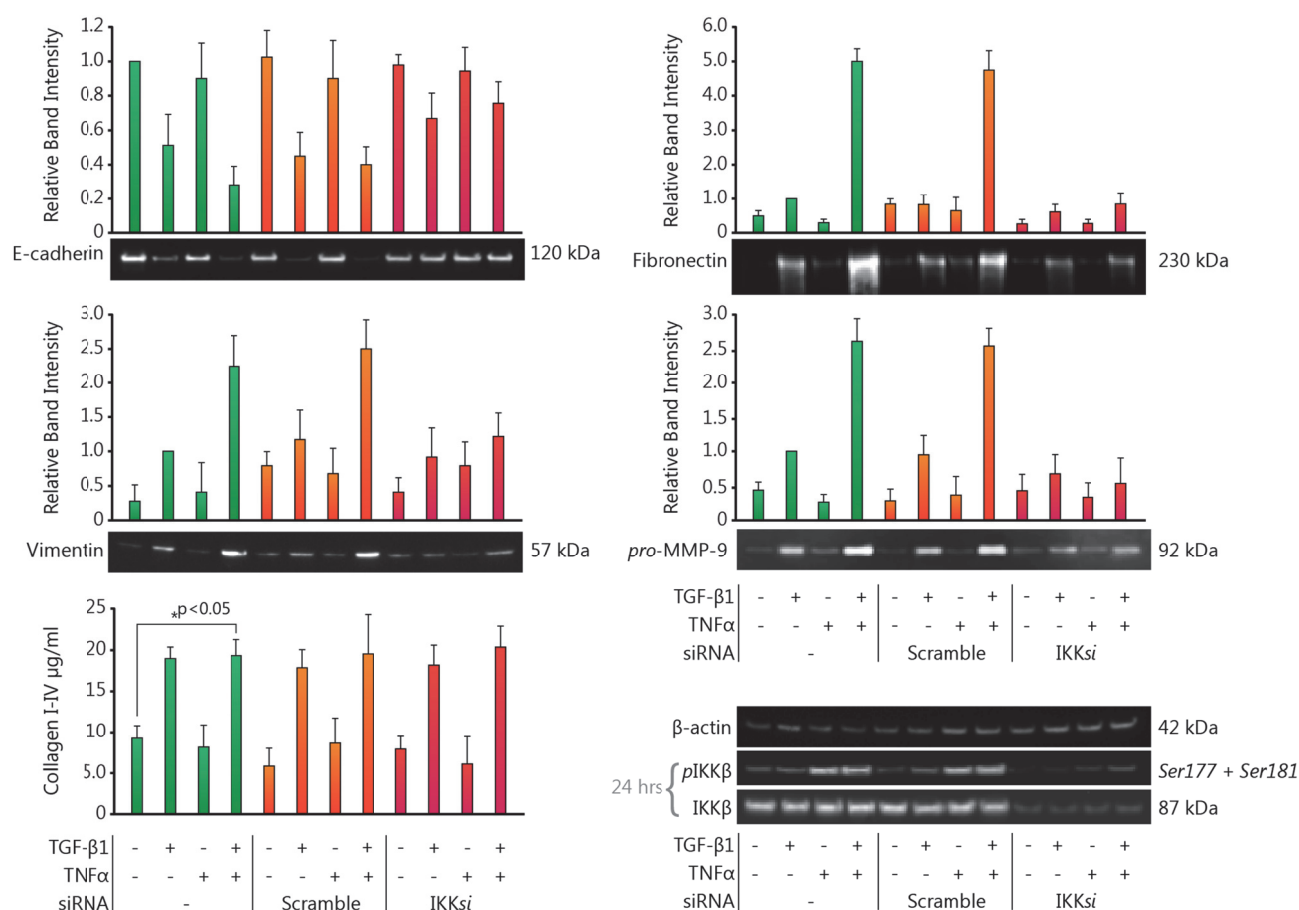 Relative Band Intensity
1.2
1.0
0.8
0.6
0.4
0.2
0
E-cadherin
120 kDa
Relative Band Intensity
6.0
5.0
4.0
3.0
2.0
1.0
0
Fibronectin
230 kDa
Relative Band Intensity
3.0
2.5
2.0
1.5
1.0
0.5
0
Vimentin
57 kDa
Relative Band Intensity
3.0
2.5
2.0
1.5
1.0
0.5
0
pro-MMP-9
92 kDa
TGF-β1 - + - + - + - + - + - +
TNFα - - + + - - + + - - + +
siRNA - Scramble IKKsi
Collagen I-IV µg/ml
25
20
15
10
5.0
0
*p<0.05
TGF-β1 - + - + - + - + - + - +
TNFα - - + + - - + + - - + +
siRNA - Scramble IKKsi
β-actin 42 kDa
24 hrs
pIKKβ Ser177 + Ser181
IKKβ 87 kDa
TGF-β1 - + - + - + - + - + - +
TNFα - - + + - - + + - - + +
siRNA - Scramble IKKsi